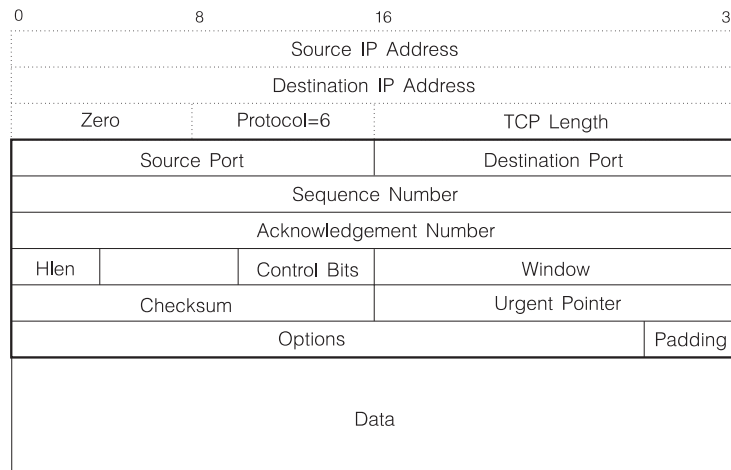 0 8 16 3
Source IP Address
Destination IP Address
Zero Protocol=6 TCP Length
Source Port Destination Port
Sequence Number
Acknowledgement Number
Hlen Control Bits Window
Checksum Urgent Pointer
Options Padding
Data